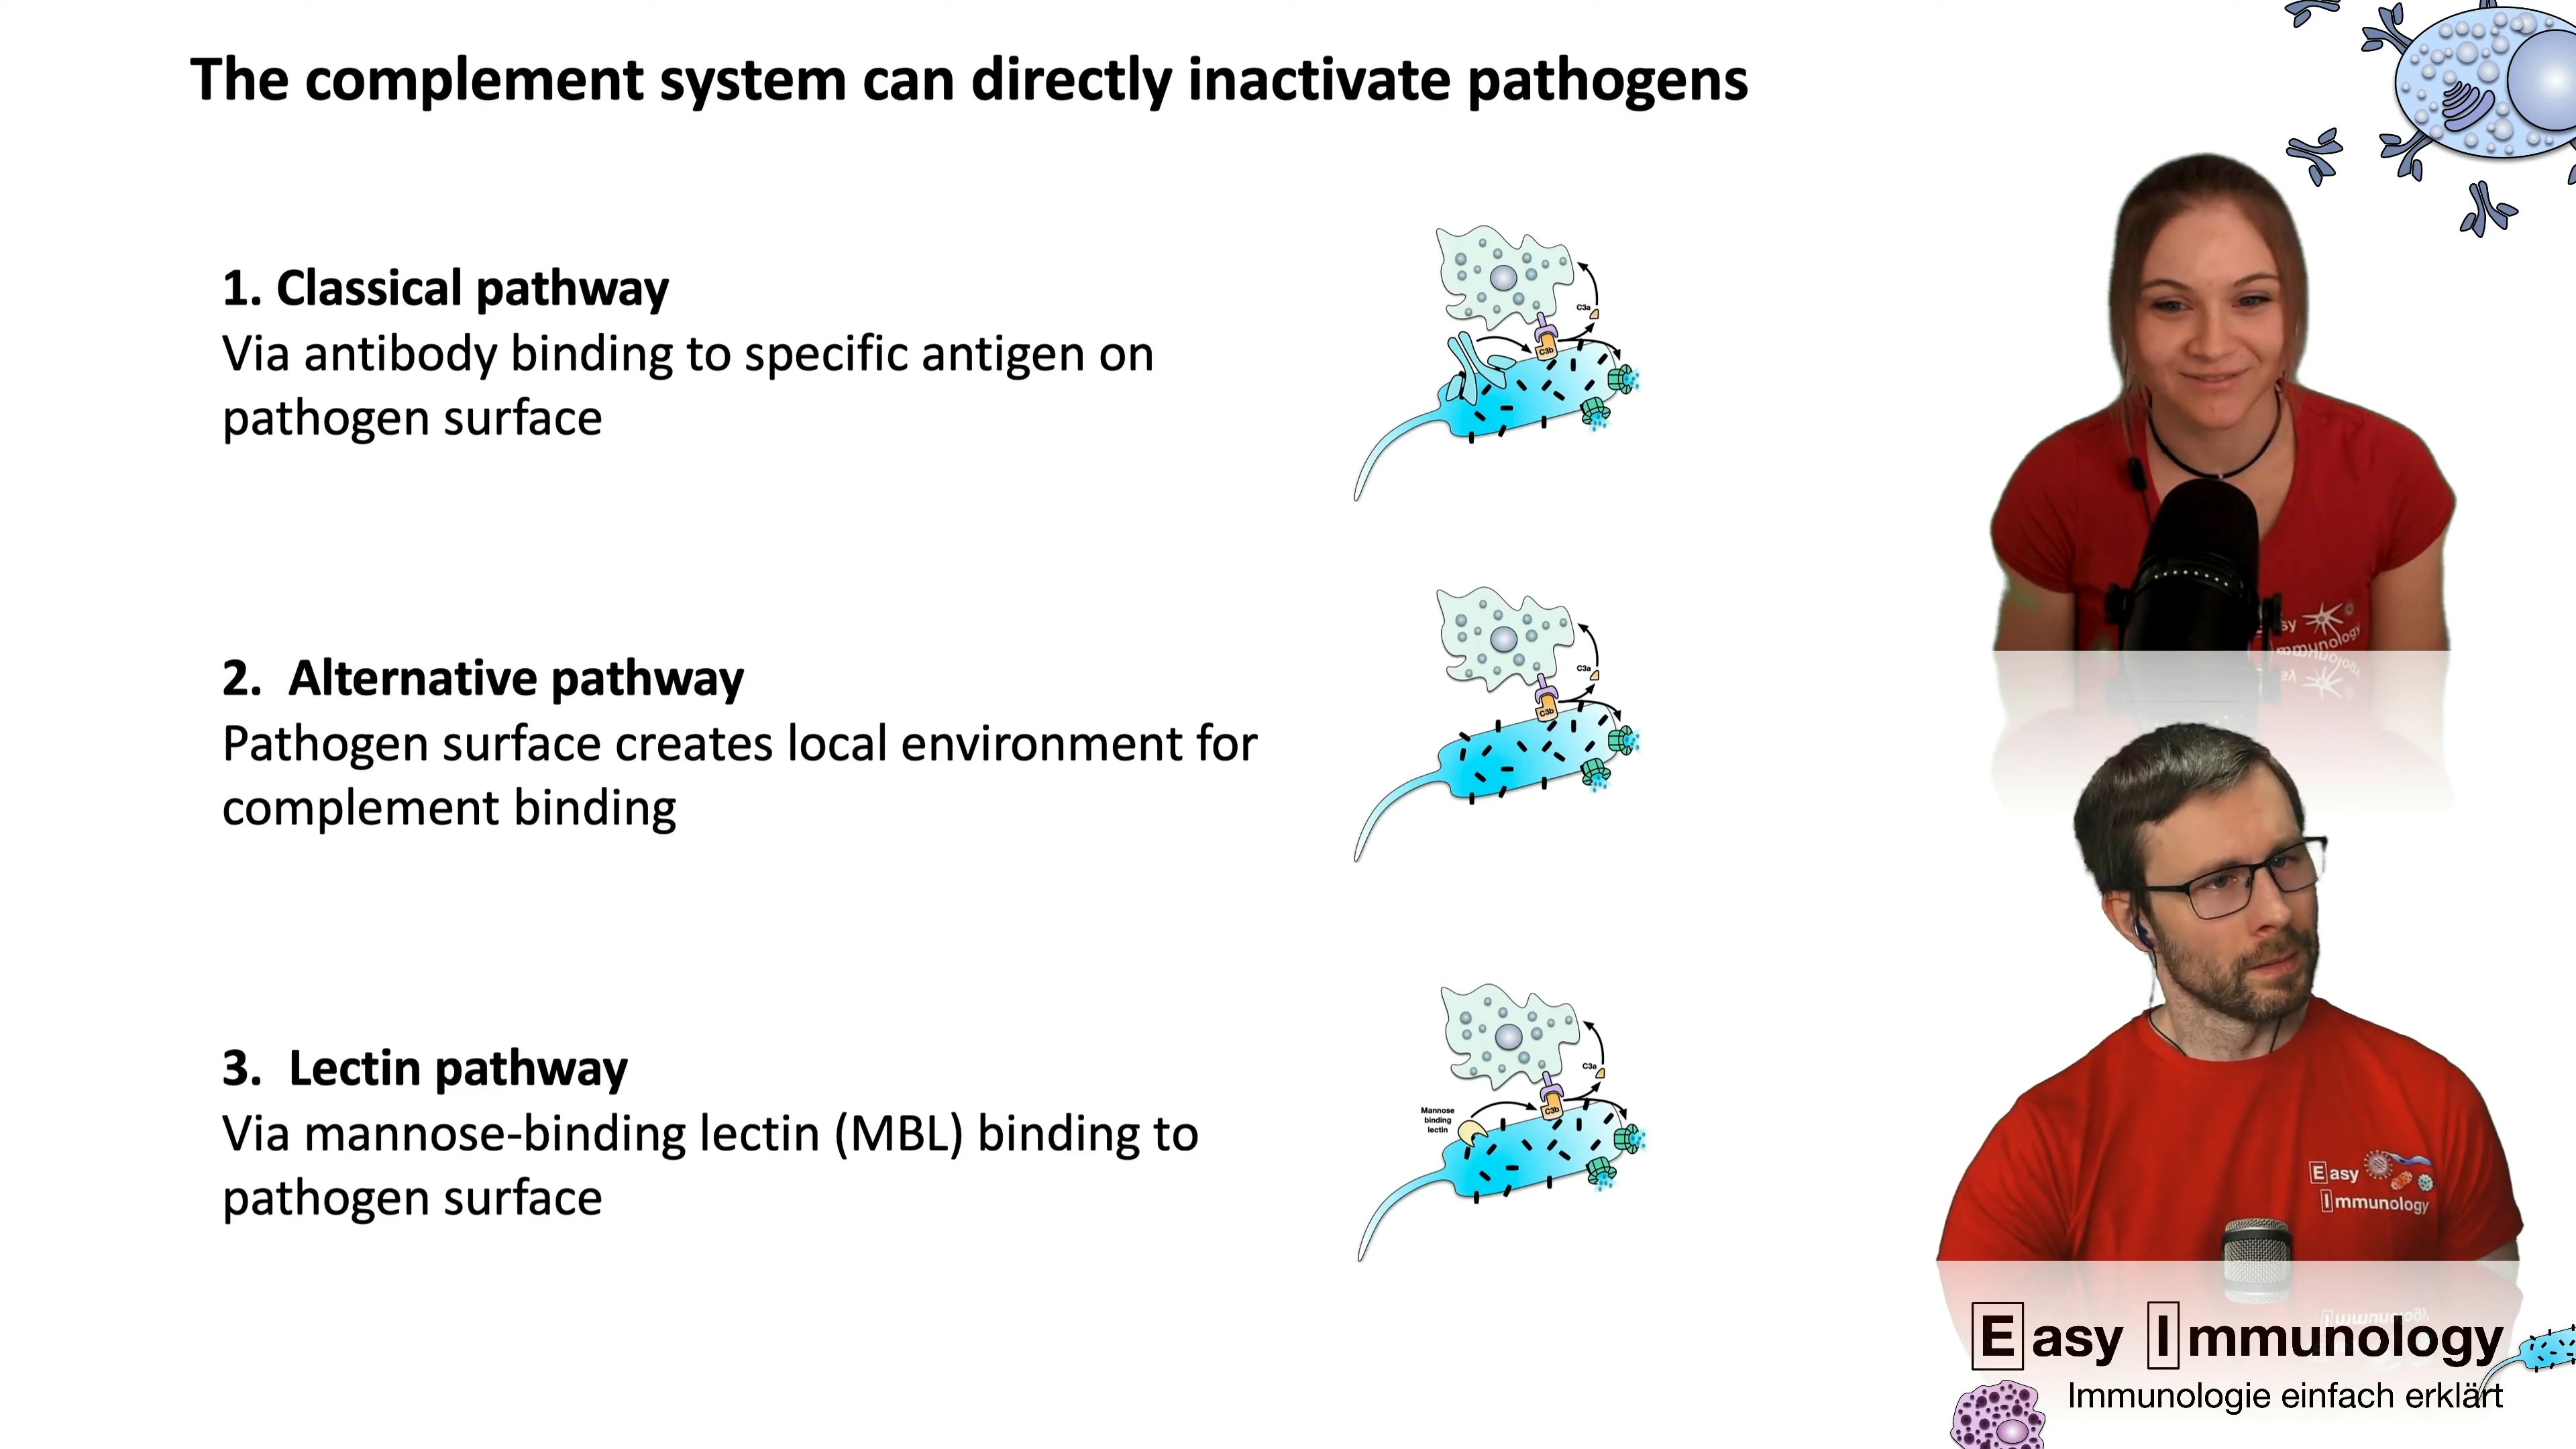 The complement system can directly inactivate pathogens
1. Classical pathway
Via antibody binding to specific antigen on
pathogen surface
C3a
C3b
2. Alternative pathway
Pathogen surface creates local environment for
complement binding
C3a
C3b
3. Lectin pathway
Via mannose-binding lectin (MBL) binding to
pathogen surface
C3a
C3b
Mannose
binding
lectin
Easy
Immunology
Easy Immunology
Immunologie einfach erklärt